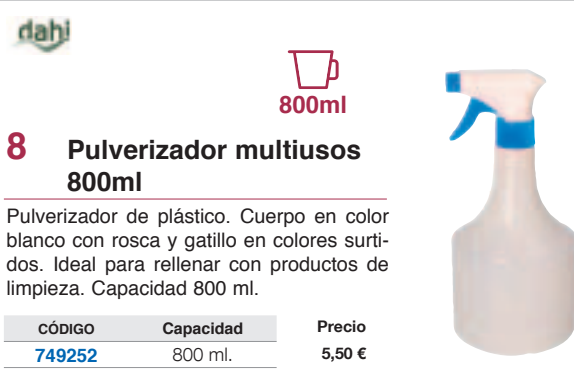 dahi
800ml
8 Pulverizador multiusos
800ml
Pulverizador de plástico. Cuerpo en color
blanco con rosca y gatillo en colores surti-
dos. Ideal para rellenar con productos de
limpieza. Capacidad 800 ml.
CÓDIGO Capacidad Precio
749252 800 ml. 5,50 €